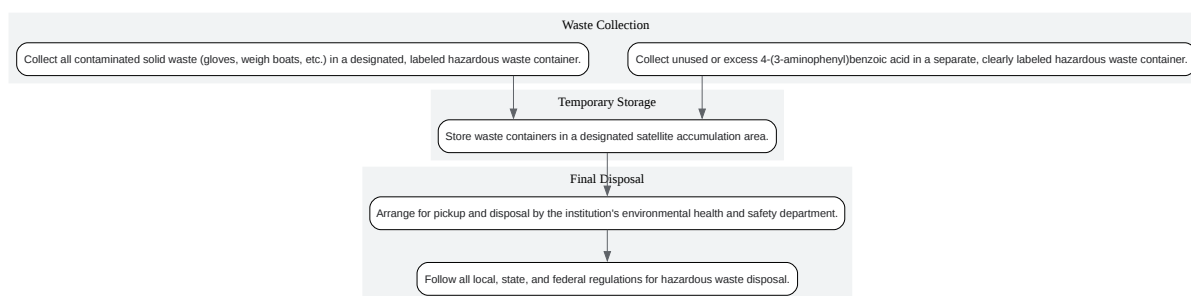 Waste Collection
Collect all contaminated solid waste (gloves, weigh boats, etc.) in a designated, labeled hazardous waste container.
Collect unused or excess 4-(3-aminophenyl)benzoic acid in a separate, clearly labeled hazardous waste container.
Temporary Storage
Store waste containers in a designated satellite accumulation area.
Final Disposal
Arrange for pickup and disposal by the institution's environmental health and safety department.
Follow all local, state, and federal regulations for hazardous waste disposal.